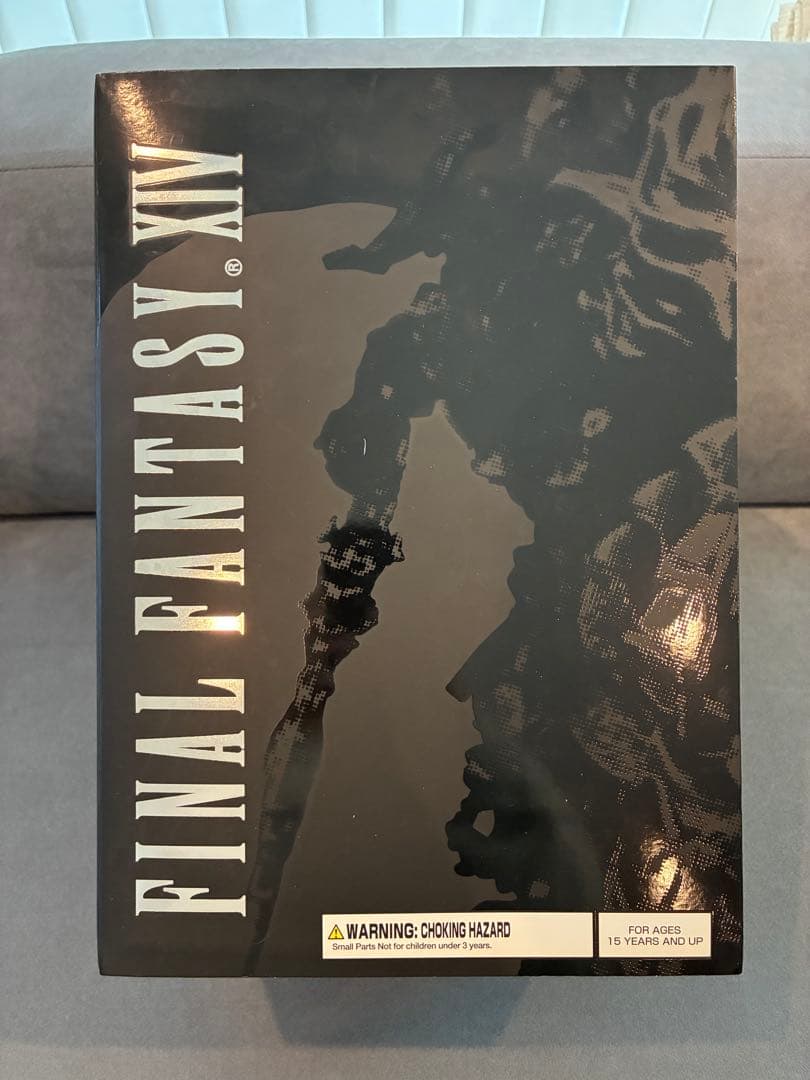 FINAL FANTASY® XIV
⚠ WARNING: CHOKING HAZARD
Small Parts Not for children under 3 years.
FOR AGES
15 YEARS AND UP